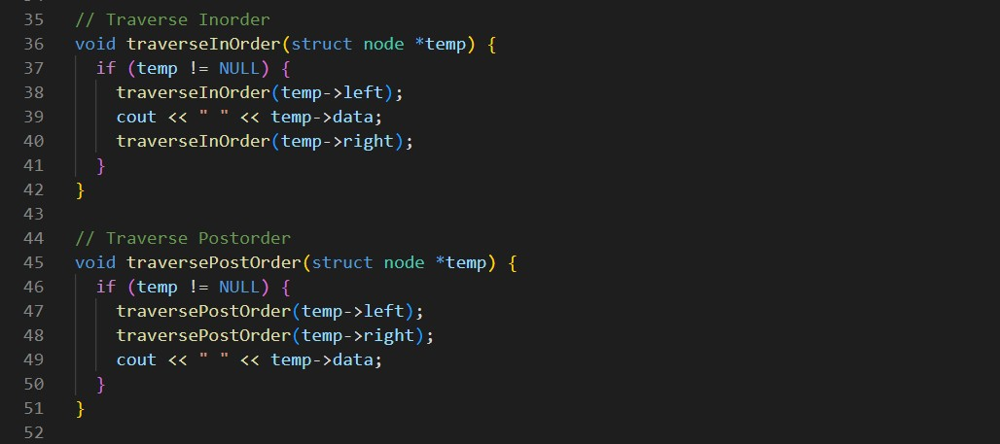 35 // Traverse Inorder
36 void traverseInOrder(struct node *temp) {
37   if (temp != NULL) {
38     traverseInOrder(temp->left);
39     cout << " " << temp->data;
40     traverseInOrder(temp->right);
41   }
42 }
43
44 // Traverse Postorder
45 void traversePostOrder(struct node *temp) {
46   if (temp != NULL) {
47     traversePostOrder(temp->left);
48     traversePostOrder(temp->right);
49     cout << " " << temp->data;
50   }
51 }
52